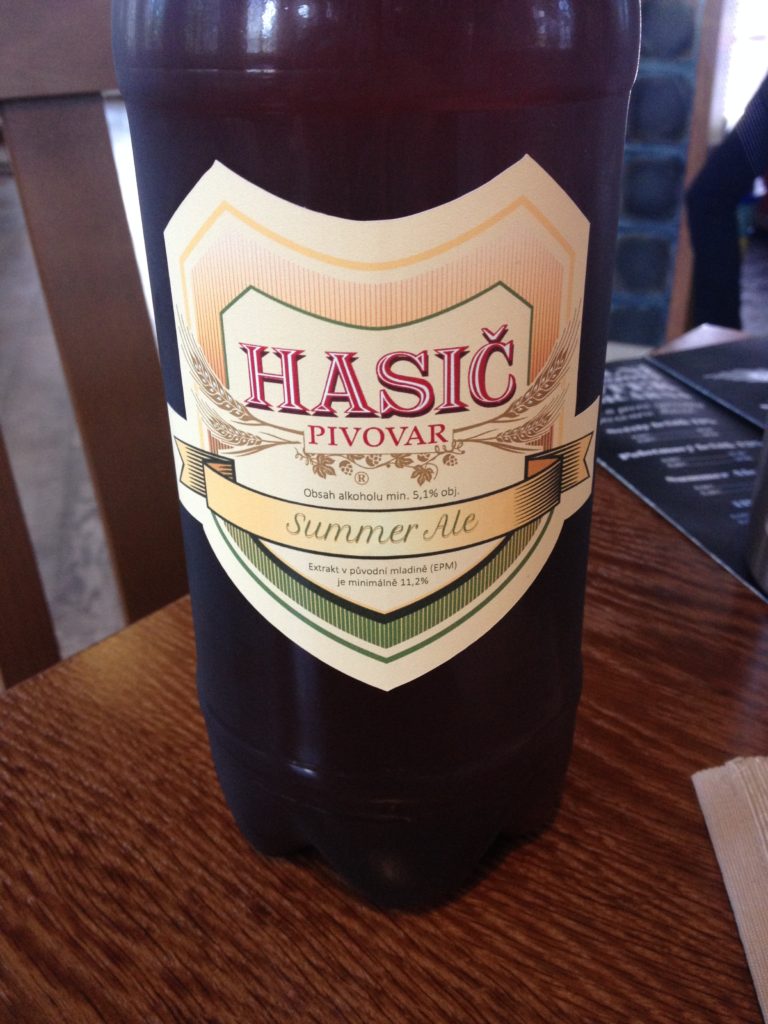 HASIČ
PIVOVAR
®
Obsah alkoholu min. 5,1% obj.
Summer Ale
Extrakt v původní mladině (EPM)
je minimálně 11,2%